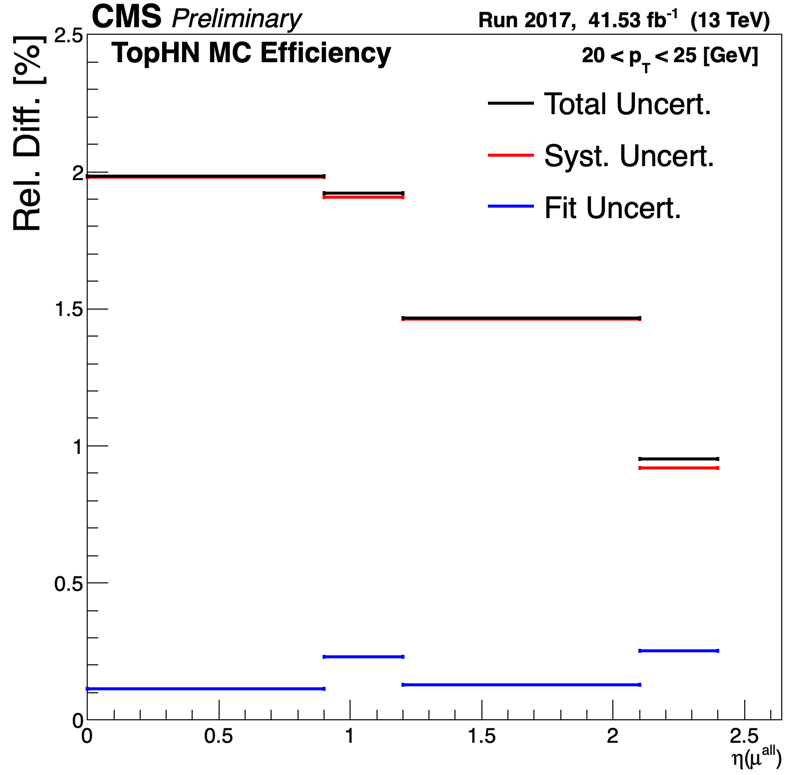 CMS Preliminary
Run 2017, 41.53 fb⁻¹ (13 TeV)
TopHN MC Efficiency
20 < p_T < 25 [GeV]
Total Uncert.
Syst. Uncert.
Fit Uncert.
Rel. Diff. [%]
2.5
2
1.5
1
0.5
0
0 0.5 1 1.5 2 2.5
η(μ^all)